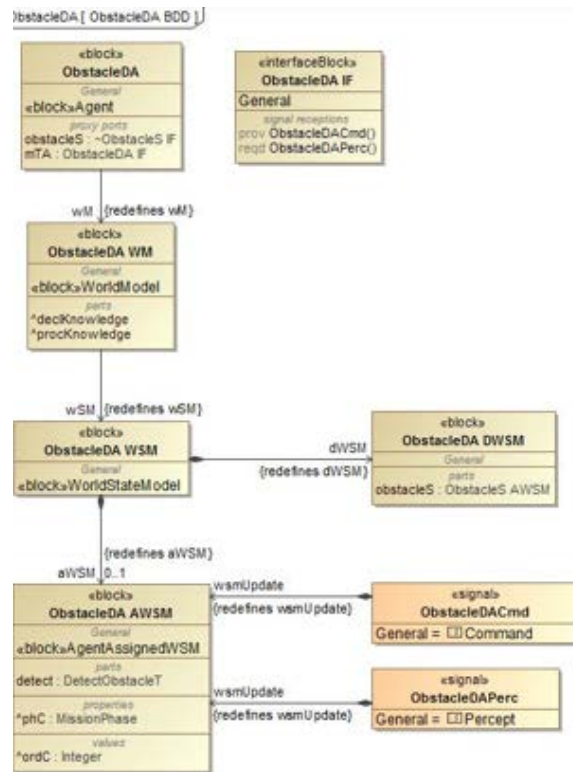 ObstacleDA [ ObstacleDA BDD ]
«block»
ObstacleDA
General
«block»Agent
proxy ports
obstacleS : ~ObstacleS IF
mTA : ObstacleDA IF
«interfaceBlock»
ObstacleDA IF
General
signal receptions
prov ObstacleDACmd()
reqd ObstacleDAPerc()
wM {redefines wM}
«block»
ObstacleDA WM
General
«block»WorldModel
parts
^declKnowledge
^procKnowledge
wSM {redefines wSM}
«block»
ObstacleDA WSM
General
«block»WorldStateModel
dWSM
{redefines dWSM}
«block»
ObstacleDA DWSM
General
parts
obstacleS : ObstacleS AWSM
{redefines aWSM}
aWSM 0..1
«block»
ObstacleDA AWSM
General
«block»AgentAssignedWSM
parts
detect : DetectObstacleT
properties
^phC : MissionPhase
values
^ordC : Integer
wsmUpdate
{redefines wsmUpdate}
«signal»
ObstacleDACmd
General = Command
wsmUpdate
{redefines wsmUpdate}
«signal»
ObstacleDAPerc
General = Percept